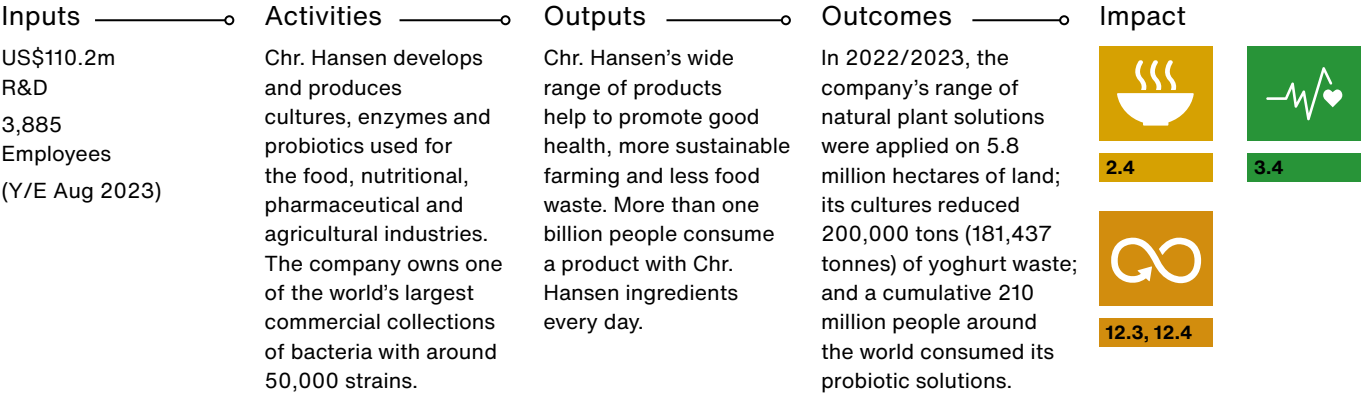 Inputs
US$110.2m
R&D
3,885
Employees
(Y/E Aug 2023)
Activities
Chr. Hansen develops
and produces
cultures, enzymes and
probiotics used for
the food, nutritional,
pharmaceutical and
agricultural industries.
The company owns one
of the world’s largest
commercial collections
of bacteria with around
50,000 strains.
Outputs
Chr. Hansen’s wide
range of products
help to promote good
health, more sustainable
farming and less food
waste. More than one
billion people consume
a product with Chr.
Hansen ingredients
every day.
Outcomes
In 2022/2023, the
company’s range of
natural plant solutions
were applied on 5.8
million hectares of land;
its cultures reduced
200,000 tons (181,437
tonnes) of yoghurt waste;
and a cumulative 210
million people around
the world consumed its
probiotic solutions.
Impact
2.4
3.4
12.3, 12.4